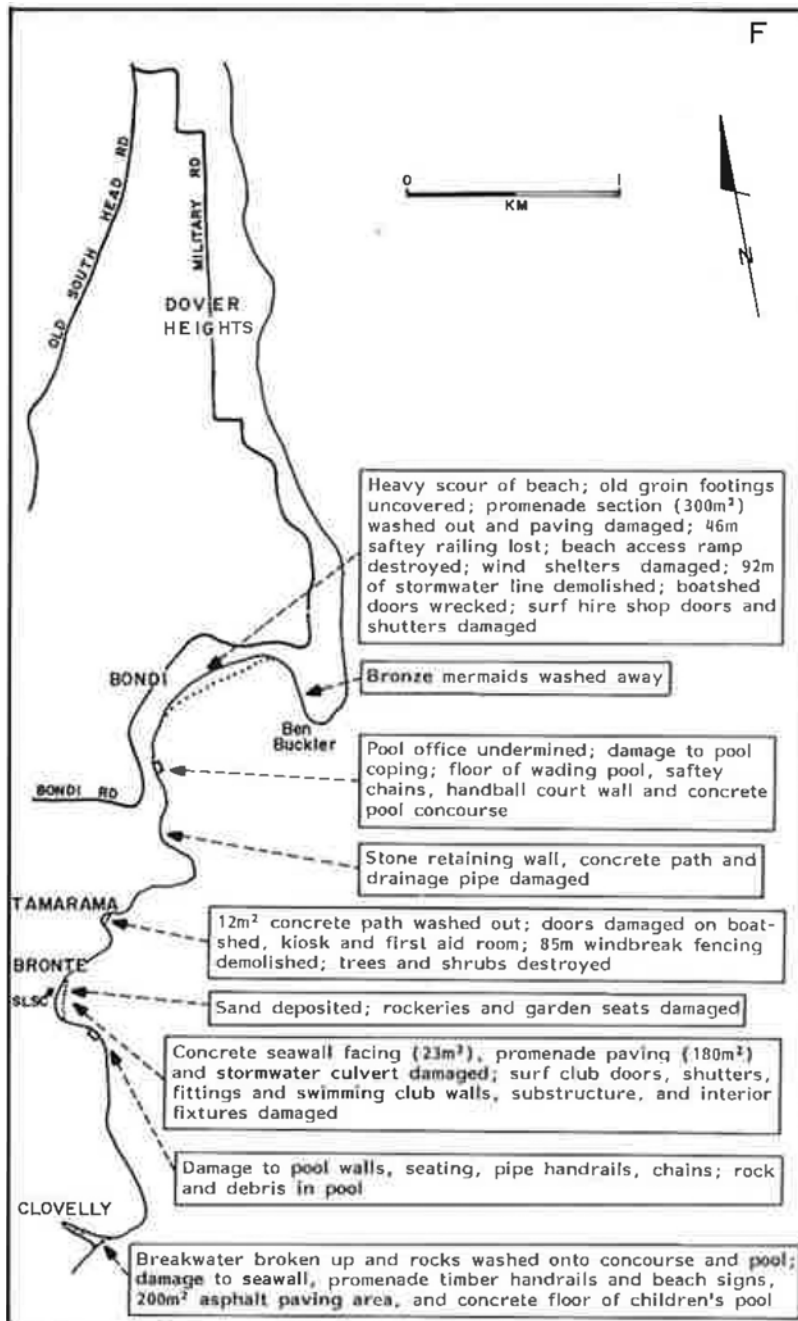 F
0 1
KM
N
OLD SOUTH HEAD RD
MILITARY RD
DOVER
HEIGHTS
Heavy scour of beach; old groin footings
uncovered; promenade section (300m²)
washed out and paving damaged; 46m
saftey railing lost; beach access ramp
destroyed; wind shelters damaged; 92m
of stormwater line demolished; boatshed
doors wrecked; surf hire shop doors and
shutters damaged
BONDI
Bronze mermaids washed away
Ben
Buckler
Pool office undermined; damage to pool
coping; floor of wading pool, saftey
chains, handball court wall and concrete
pool concourse
BONDI RD
Stone retaining wall, concrete path and
drainage pipe damaged
TAMARAMA
12m² concrete path washed out; doors damaged on boat-
shed, kiosk and first aid room; 85m windbreak fencing
demolished; trees and shrubs destroyed
BRONTE
SLSC
Sand deposited; rockeries and garden seats damaged
Concrete seawall facing (23m²), promenade paving (180m²)
and stormwater culvert damaged; surf club doors, shutters,
fittings and swimming club walls, substructure, and interior
fixtures damaged
Damage to pool walls, seating, pipe handrails, chains; rock
and debris in pool
CLOVELLY
Breakwater broken up and rocks washed onto concourse and pool;
damage to seawall, promenade timber handrails and beach signs,
200m² asphalt paving area, and concrete floor of children's pool